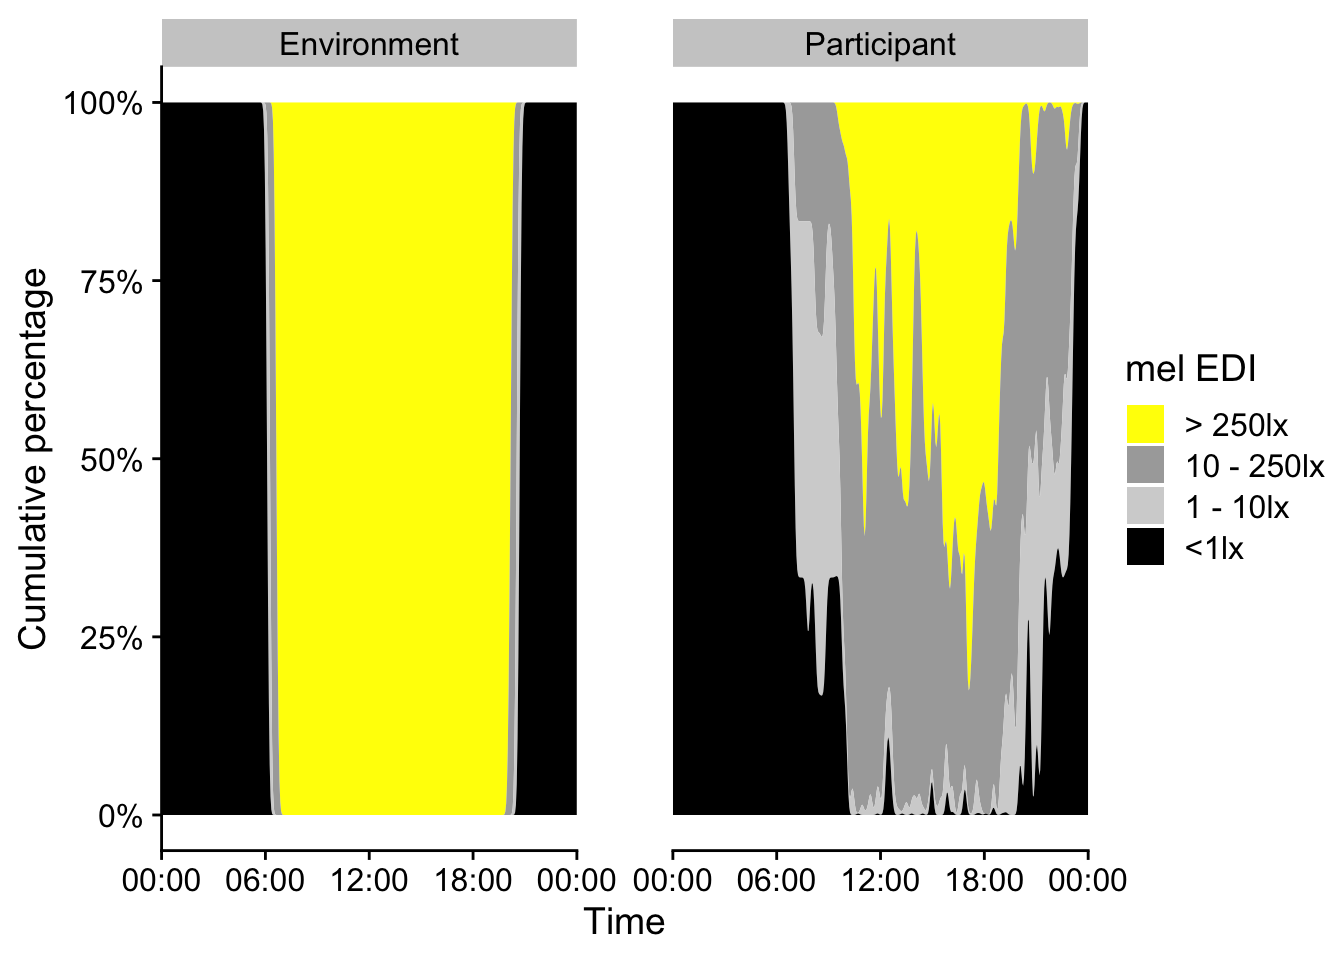 Environment
Participant
Cumulative percentage
100%
75%
50%
25%
0%
00:00 06:00 12:00 18:00 00:00
00:00 06:00 12:00 18:00 00:00
Time
mel EDI
> 250lx
10 - 250lx
1 - 10lx
<1lx